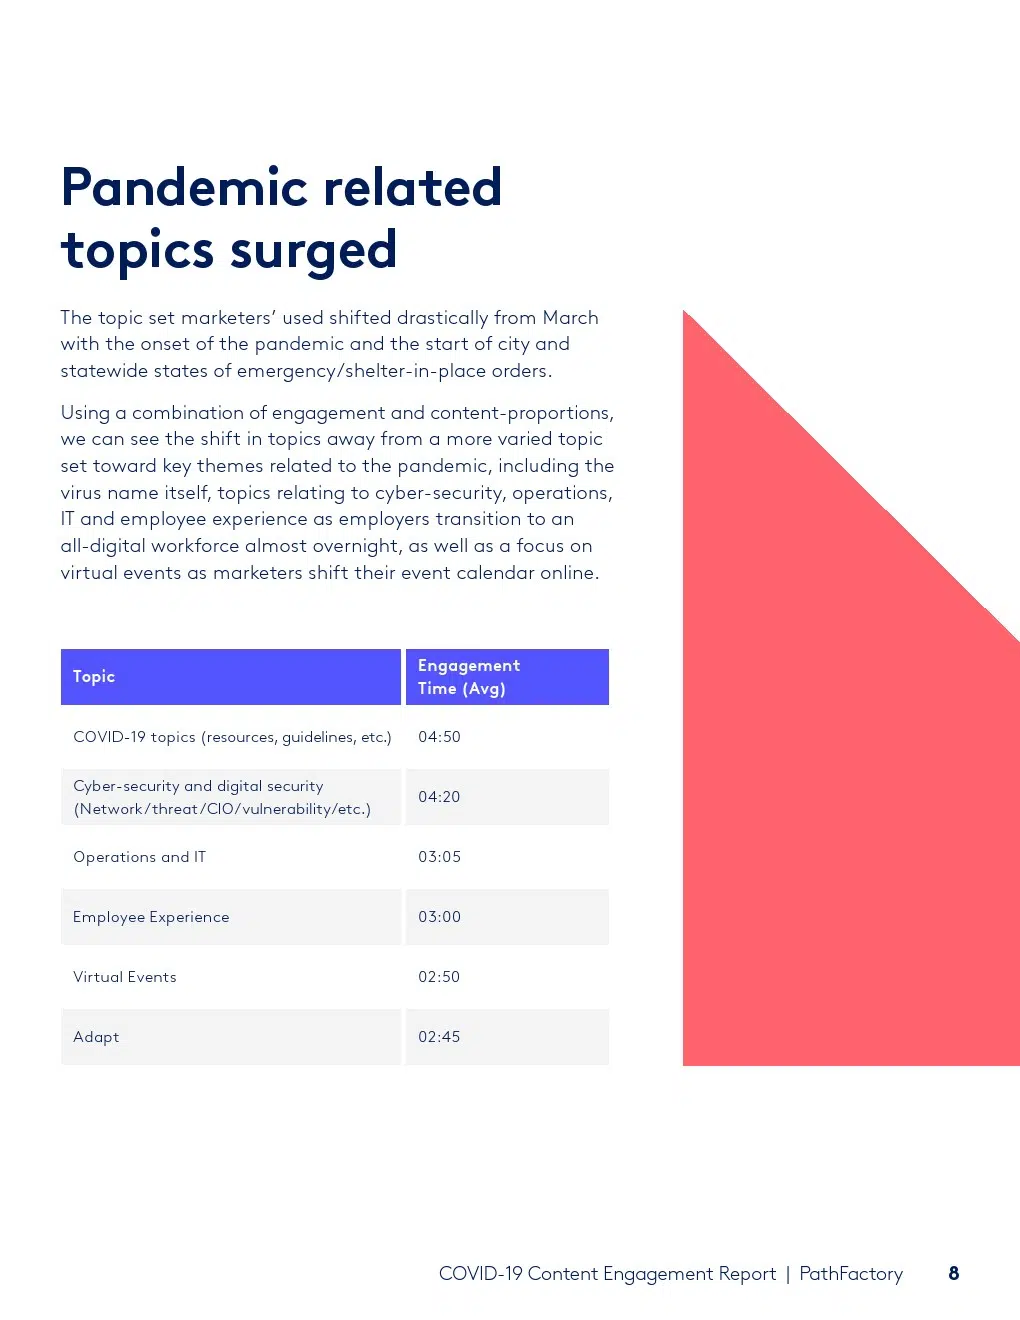 Pandemic related
topics surged
The topic set marketers’ used shifted drastically from March
with the onset of the pandemic and the start of city and
statewide states of emergency/shelter-in-place orders.
Using a combination of engagement and content-proportions,
we can see the shift in topics away from a more varied topic
set toward key themes related to the pandemic, including the
virus name itself, topics relating to cyber-security, operations,
IT and employee experience as employers transition to an
all-digital workforce almost overnight, as well as a focus on
virtual events as marketers shift their event calendar online.
Topic
Engagement
Time (Avg)
COVID-19 topics (resources, guidelines, etc.) 04:50
Cyber-security and digital security
(Network/threat/CIO/vulnerability/etc.)
04:20
Operations and IT 03:05
Employee Experience 03:00
Virtual Events 02:50
Adapt 02:45
COVID-19 Content Engagement Report | PathFactory 8